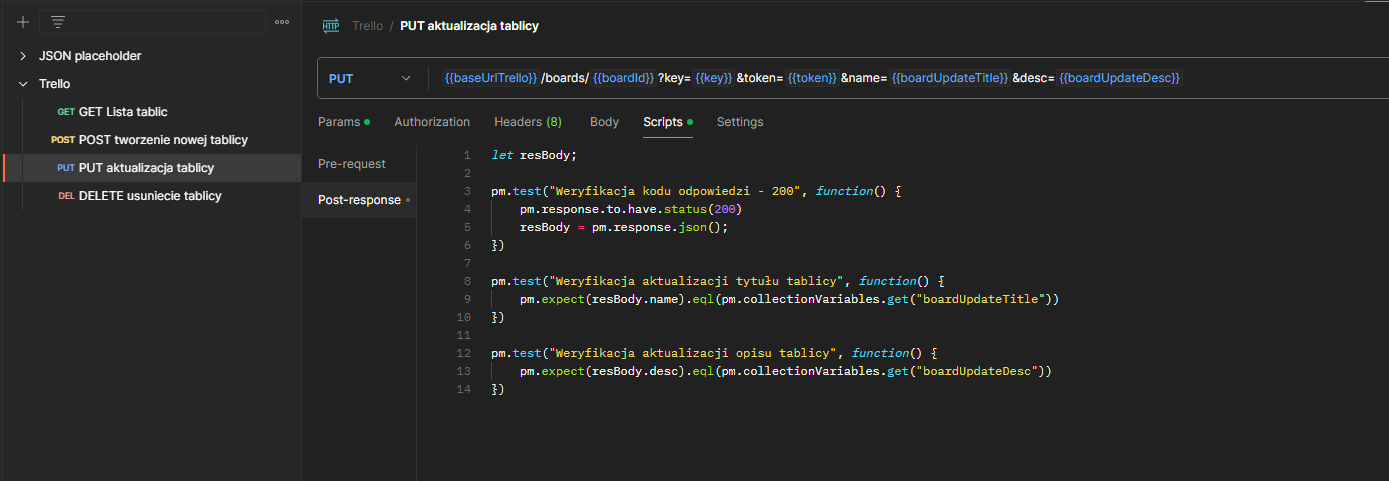 JSON placeholder
Trello
GET GET Lista tablic
POST POST tworzenie nowej tablicy
PUT PUT aktualizacja tablicy
DEL DELETE usuniecie tablicy
HTTP Trello / PUT aktualizacja tablicy
PUT {{baseUrlTrello}} /boards/ {{boardId}} ?key= {{key}} &token= {{token}} &name= {{boardUpdateTitle}} &desc= {{boardUpdateDesc}}
Params Authorization Headers (8) Body Scripts Settings
Pre-request
Post-response
1 let resBody;
2
3 pm.test("Weryfikacja kodu odpowiedzi - 200", function() {
4 pm.response.to.have.status(200)
5 resBody = pm.response.json();
6 })
7
8 pm.test("Weryfikacja aktualizacji tytułu tablicy", function() {
9 pm.expect(resBody.name).eql(pm.collectionVariables.get("boardUpdateTitle"))
10 })
11
12 pm.test("Weryfikacja aktualizacji opisu tablicy", function() {
13 pm.expect(resBody.desc).eql(pm.collectionVariables.get("boardUpdateDesc"))
14 })